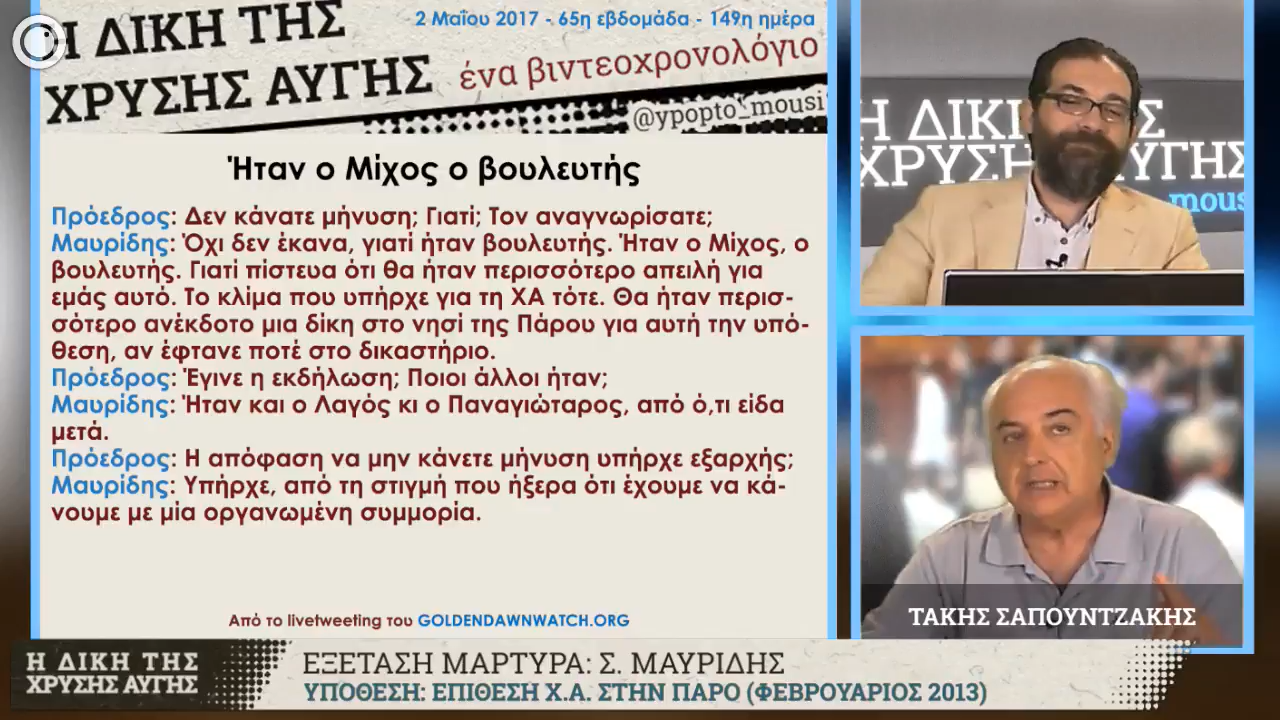 Η ΔΙΚΗ ΤΗΣ
ΧΡΥΣΗΣ ΑΥΓΗΣ
2 Μαΐου 2017 - 65η εβδομάδα - 149η ημέρα
ένα βιντεοχρονολόγιο
@ypopto_mousi
Ήταν ο Μίχος ο βουλευτής
Πρόεδρος: Δεν κάνατε μήνυση; Γιατί; Τον αναγνωρίσατε;
Μαυρίδης: Όχι δεν έκανα, γιατί ήταν βουλευτής. Ήταν ο Μίχος, ο
βουλευτής. Γιατί πίστευα ότι θα ήταν περισσότερο απειλή για
εμάς αυτό. Το κλίμα που υπήρχε για τη ΧΑ τότε. Θα ήταν περισ-
σότερο ανέκδοτο μια δίκη στο νησί της Πάρου για αυτή την υπό-
θεση, αν έφτανε ποτέ στο δικαστήριο.
Πρόεδρος: Έγινε η εκδήλωση; Ποιοι άλλοι ήταν;
Μαυρίδης: Ήταν και ο Λαγός κι ο Παναγιώταρος, από ό,τι είδα
μετά.
Πρόεδρος: Η απόφαση να μην κάνετε μήνυση υπήρχε εξαρχής;
Μαυρίδης: Υπήρχε, από τη στιγμή που ήξερα ότι έχουμε να κά-
νουμε με μία οργανωμένη συμμορία.
Από το livetweeting του GOLDENDAWNWATCH.ORG
Η ΔΙΚΗ ΤΗΣ
ΧΡΥΣΗΣ ΑΥΓΗΣ
mous
ΤΑΚΗΣ ΣΑΠΟΥΝΤΖΑΚΗΣ
Η ΔΙΚΗ ΤΗΣ
ΧΡΥΣΗΣ ΑΥΓΗΣ
ΕΞΕΤΑΣΗ ΜΑΡΤΥΡΑ: Σ. ΜΑΥΡΙΔΗΣ
ΥΠΟΘΕΣΗ: ΕΠΙΘΕΣΗ Χ.Α. ΣΤΗΝ ΠΑΡΟ (ΦΕΒΡΟΥΑΡΙΟΣ 2013)